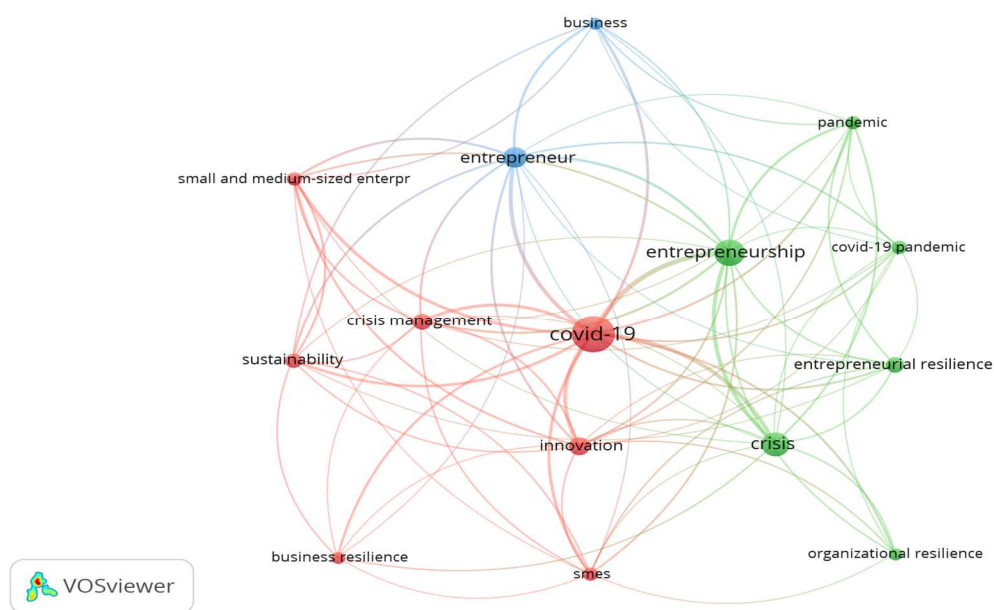 business
pandemic
entrepreneur
small and medium-sized enterpr
entrepreneurship
covid-19 pandemic
crisis management
covid-19
sustainability
entrepreneurial resilience
innovation
crisis
business resilience
organizational resilience
smes
VOSviewer